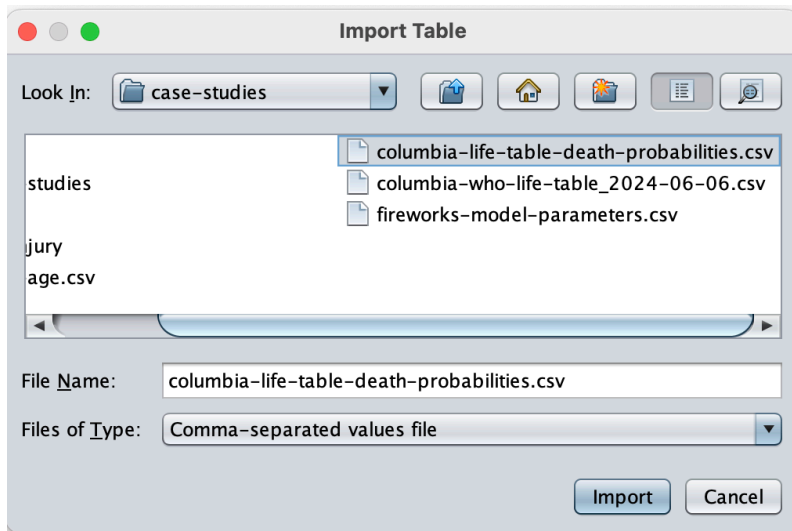 Import Table
Look In: case-studies
columbia-life-table-death-probabilities.csv
studies columbia-who-life-table_2024-06-06.csv
fireworks-model-parameters.csv
jury
age.csv
File Name: columbia-life-table-death-probabilities.csv
Files of Type: Comma-separated values file
Import Cancel